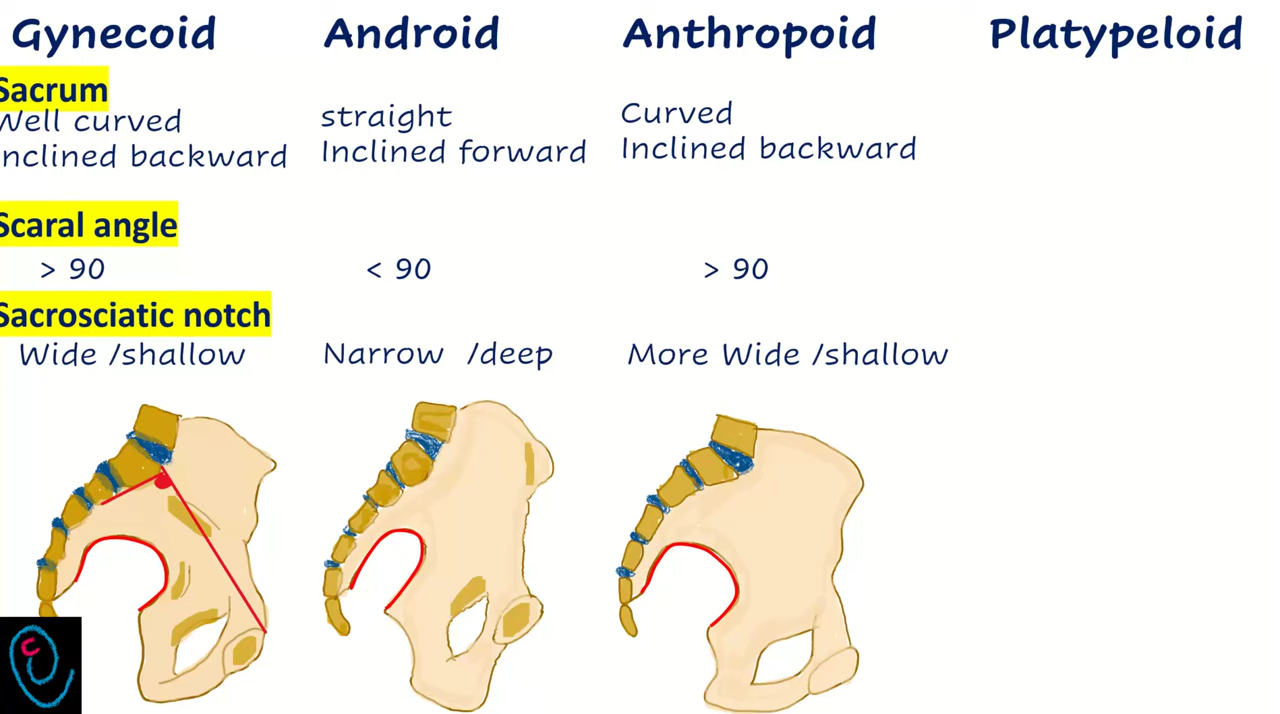 Gynecoid Android Anthropoid Platypeloid
Sacrum
Well curved straight Curved
Inclined backward Inclined forward Inclined backward
Scaral angle
> 90 < 90 > 90
Sacrosciatic notch
Wide /shallow Narrow /deep More Wide /shallow